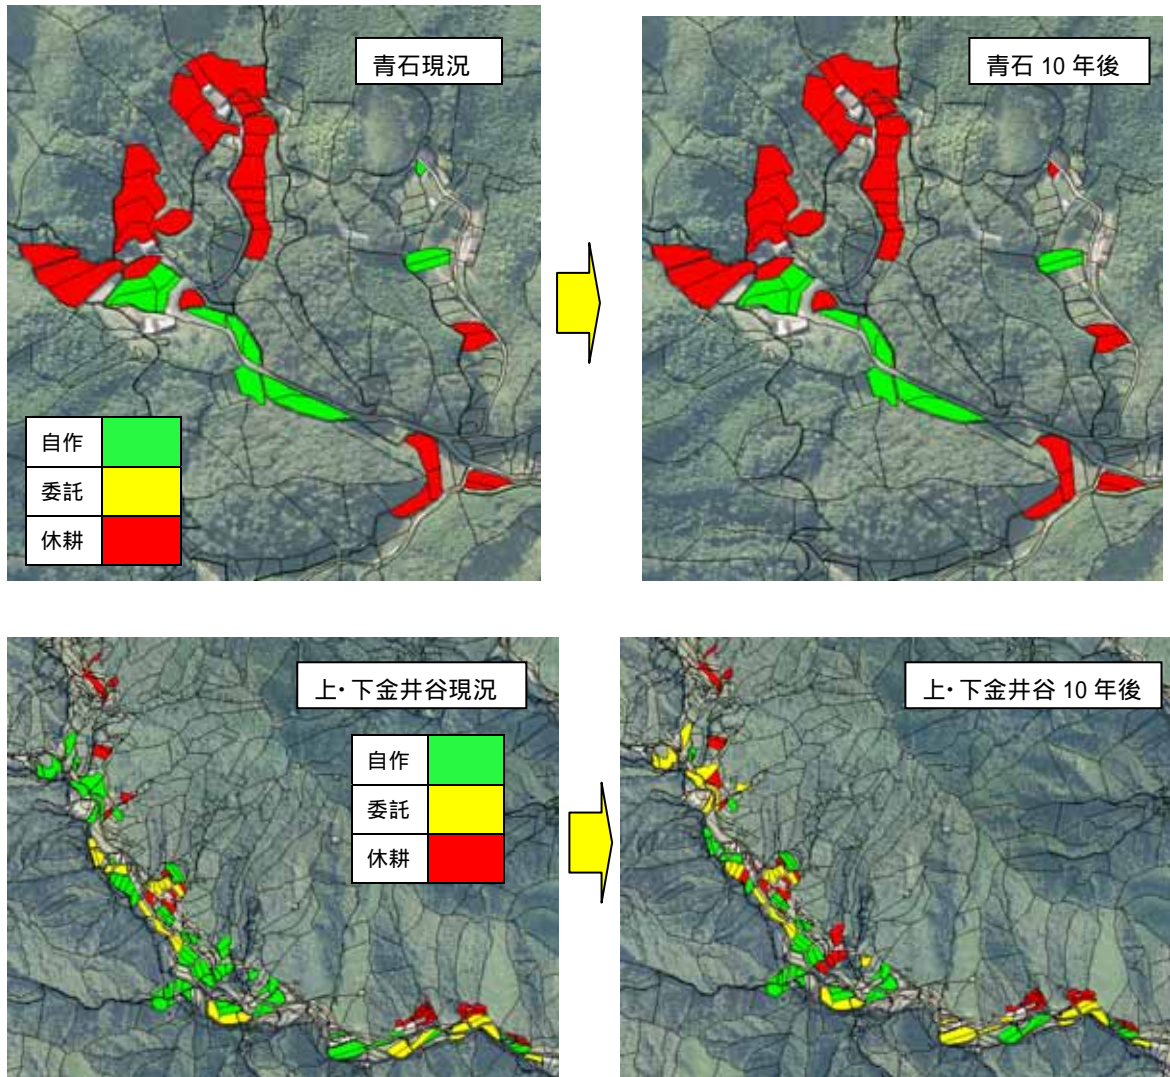 青石現況
青石 10 年後
自作
委託
休耕
上・下金井谷現況
上・下金井谷 10 年後
自作
委託
休耕